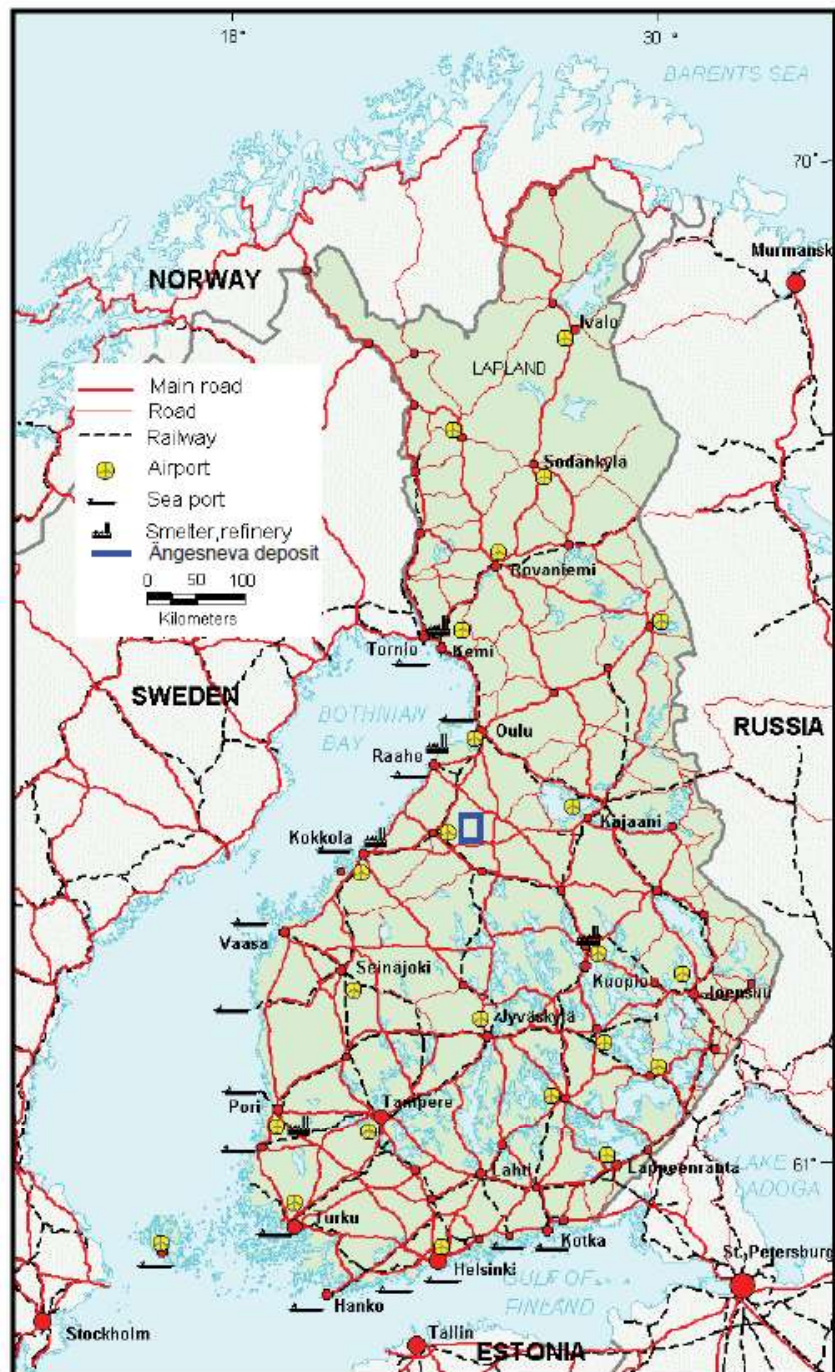 18°
30°
BARENTS SEA
70°
Murmansk
NORWAY
Ivalo
LAPLAND
Main road
Road
Railway
Airport
Sea port
Smelter,refinery
Ängesneva deposit
0 50 100
Kilometers
Sodankylä
Rovaniemi
Tornio
Kemi
SWEDEN
BOTHNIAN
BAY
Oulu
RUSSIA
Raahe
Kajaani
Kokkola
Vaasa
Seinäjoki
Kuopio
Joensuu
Jyväskylä
Pori
Tampere
Lahti
Lappeenranta
61°
LAKE
LADOGA
Turku
Kotka
Helsinki
St. Petersburg
GULF OF
FINLAND
Hanko
Stockholm
Tallin
ESTONIA